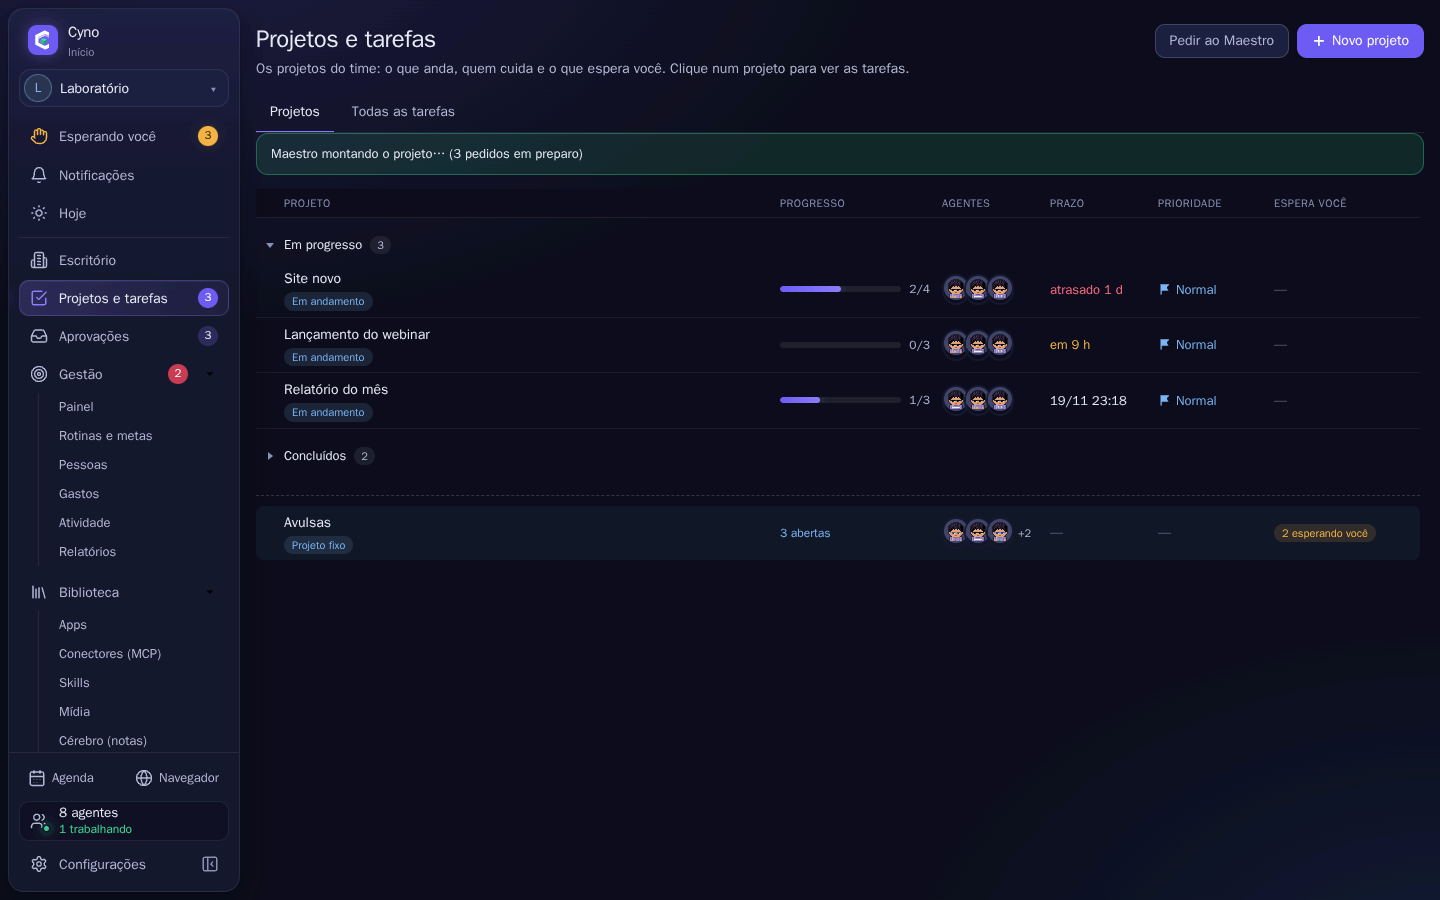 Cyno
Início
L
Laboratório
Esperando você
3
Notificações
Hoje
Escritório
Projetos e tarefas
3
Aprovações
3
Gestão
2
Painel
Rotinas e metas
Pessoas
Gastos
Atividade
Relatórios
Biblioteca
Apps
Conectores (MCP)
Skills
Mídia
Cérebro (notas)
Agenda
Navegador
8 agentes
1 trabalhando
Configurações
Projetos e tarefas
Os projetos do time: o que anda, quem cuida e o que espera você. Clique num projeto para ver as tarefas.
Pedir ao Maestro
+ Novo projeto
Projetos
Todas as tarefas
Maestro montando o projeto… (3 pedidos em preparo)
PROJETO PROGRESSO AGENTES PRAZO PRIORIDADE ESPERA VOCÊ
Em progresso 3
Site novo
Em andamento
2/4
atrasado 1 d
Normal
—
Lançamento do webinar
Em andamento
0/3
em 9 h
Normal
—
Relatório do mês
Em andamento
1/3
19/11 23:18
Normal
—
Concluídos 2
Avulsas
Projeto fixo
3 abertas
+2
—
—
2 esperando você